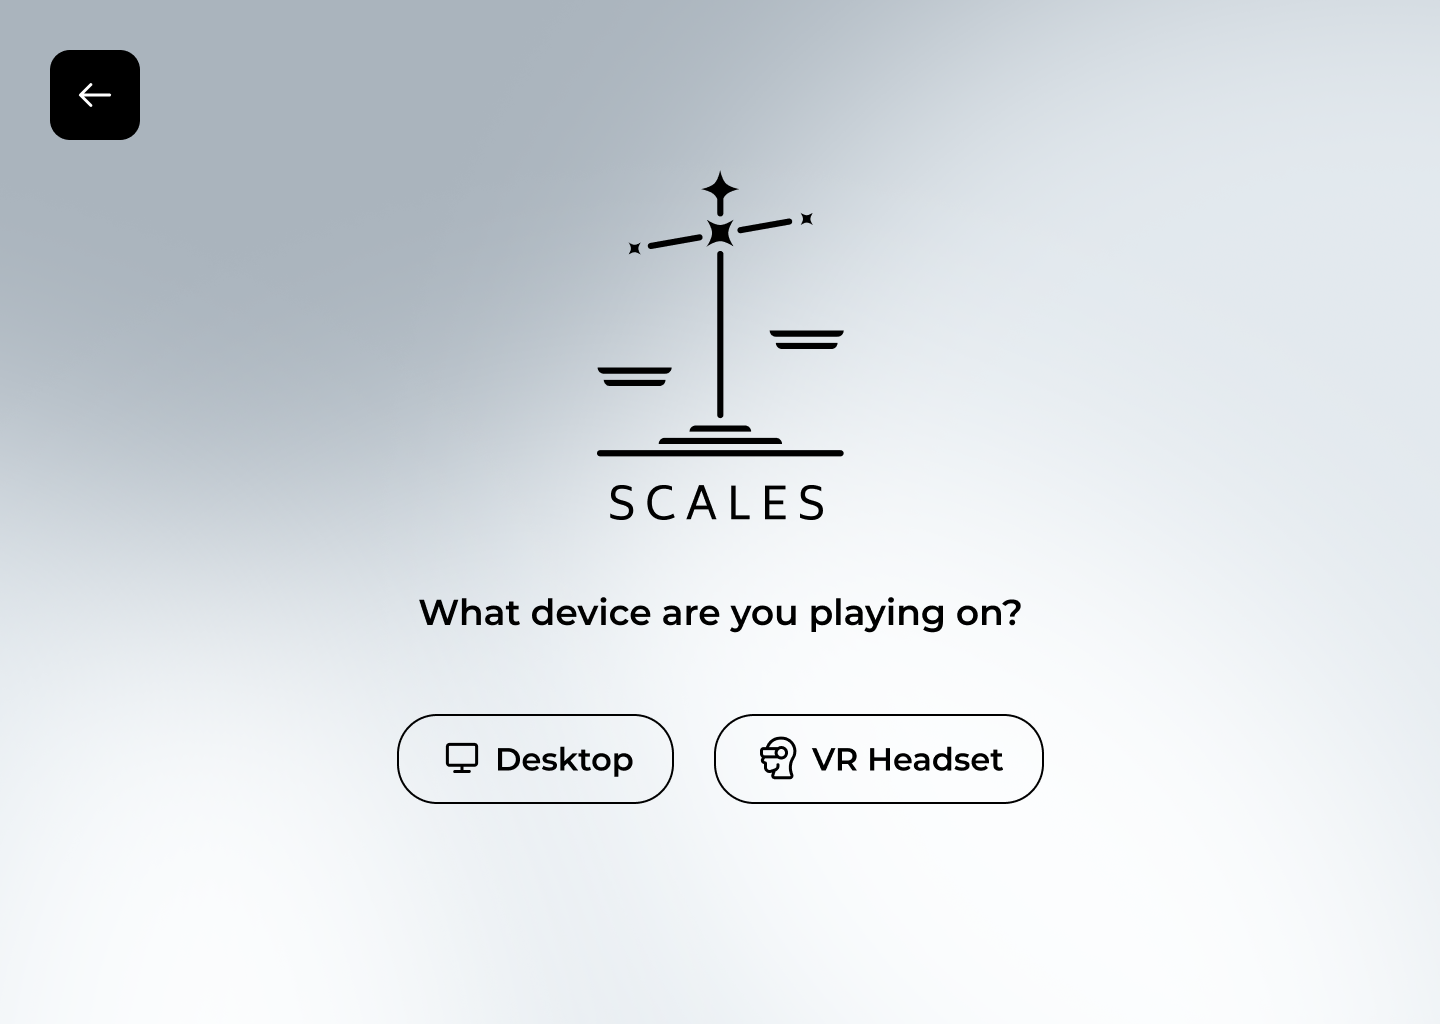 SCALES
What device are you playing on?
Desktop
VR Headset